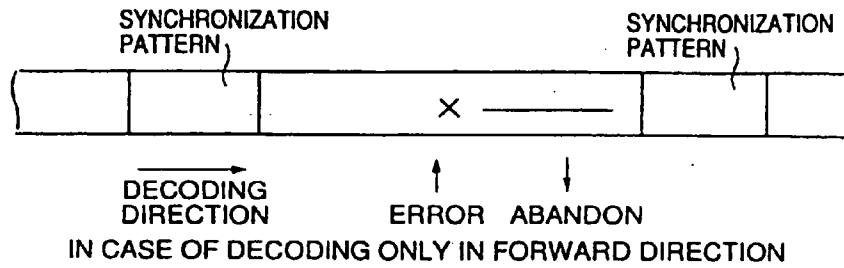 SYNCHRONIZATION
PATTERN
SYNCHRONIZATION
PATTERN
×
DECODING
DIRECTION
ERROR
ABANDON
IN CASE OF DECODING ONLY IN FORWARD DIRECTION